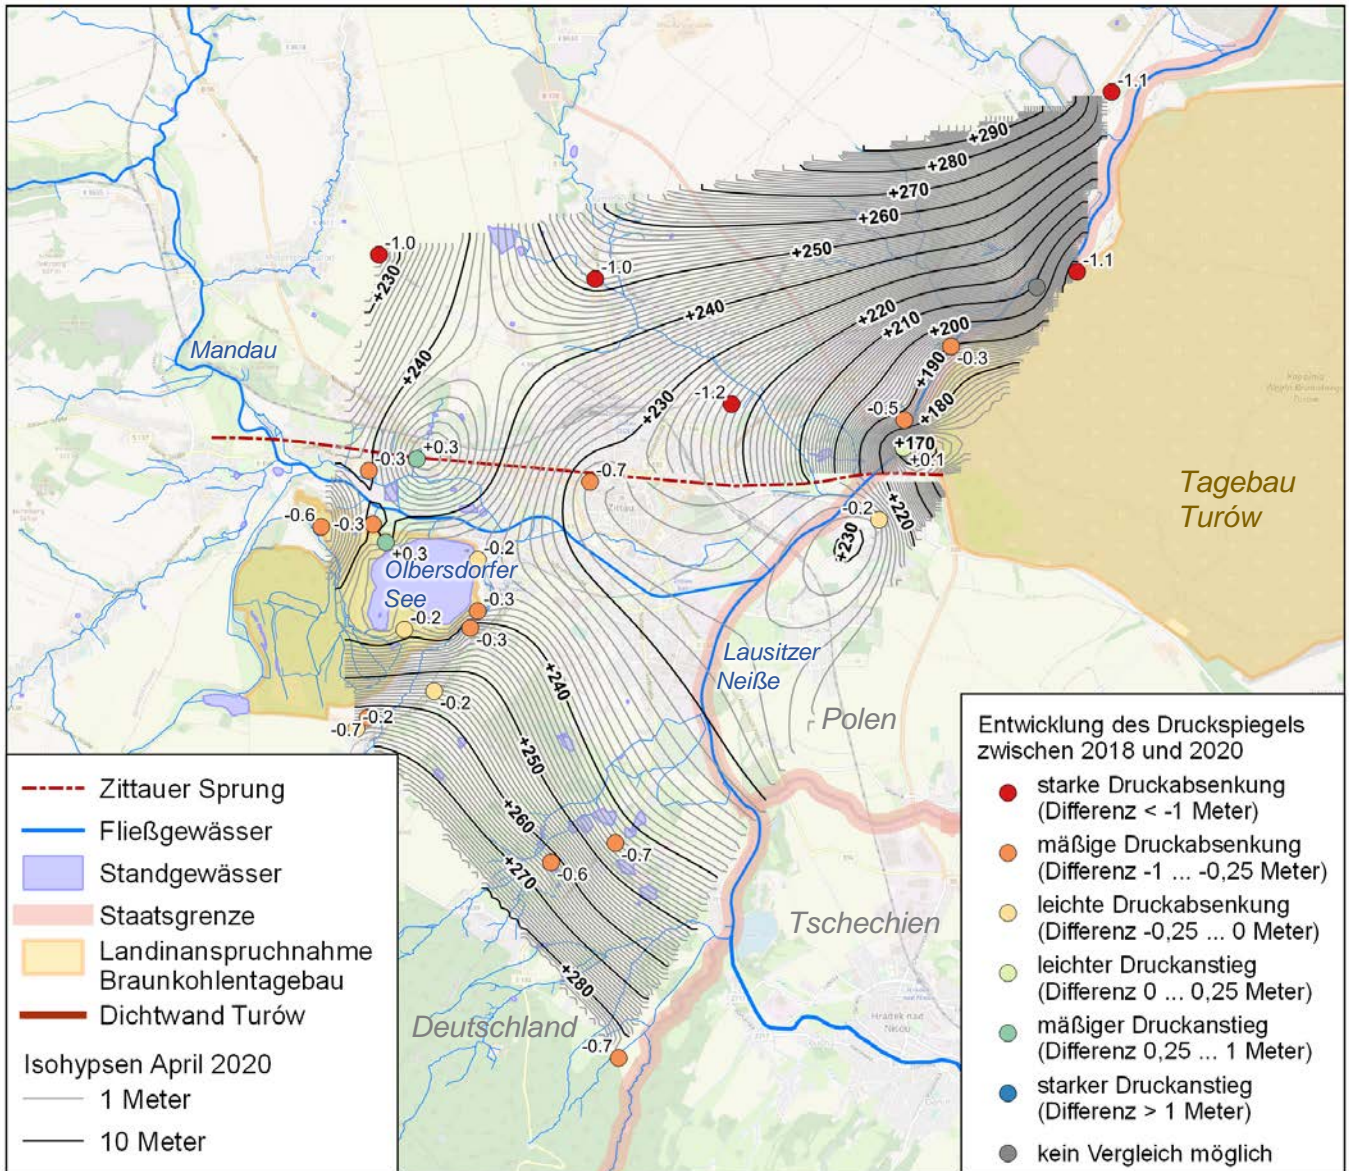 -1.1
+290
+280
+270
+260
+250
-1.0
+230
-1.0
-1.1
+240
+220
+210
+200
Mandau
+240
-0.3
+190
-1.2
+230
+180
-0.5
+0.3
-0.3
+170
+0.1
-0.7
Zittau
Tagebau
Turów
-0.6
-0.3
-0.2
+220
+230
+0.3
-0.2
Olbersdorfer
See
-0.3
-0.2
-0.3
Lausitzer
Neiße
+240
-0.2
-0.2
-0.7
Polen
+250
+260
-0.7
-0.6
+270
Tschechien
+280
Deutschland
-0.7
Hrádek nad
Nisou
Zittauer Sprung
Fließgewässer
Standgewässer
Staatsgrenze
Landinanspruchnahme
Braunkohlentagebau
Dichtwand Turów
Isohypsen April 2020
1 Meter
10 Meter
Entwicklung des Druckspiegels
zwischen 2018 und 2020
starke Druckabsenkung
(Differenz < -1 Meter)
mäßige Druckabsenkung
(Differenz -1 ... -0,25 Meter)
leichte Druckabsenkung
(Differenz -0,25 ... 0 Meter)
leichter Druckanstieg
(Differenz 0 ... 0,25 Meter)
mäßiger Druckanstieg
(Differenz 0,25 ... 1 Meter)
starker Druckanstieg
(Differenz > 1 Meter)
kein Vergleich möglich